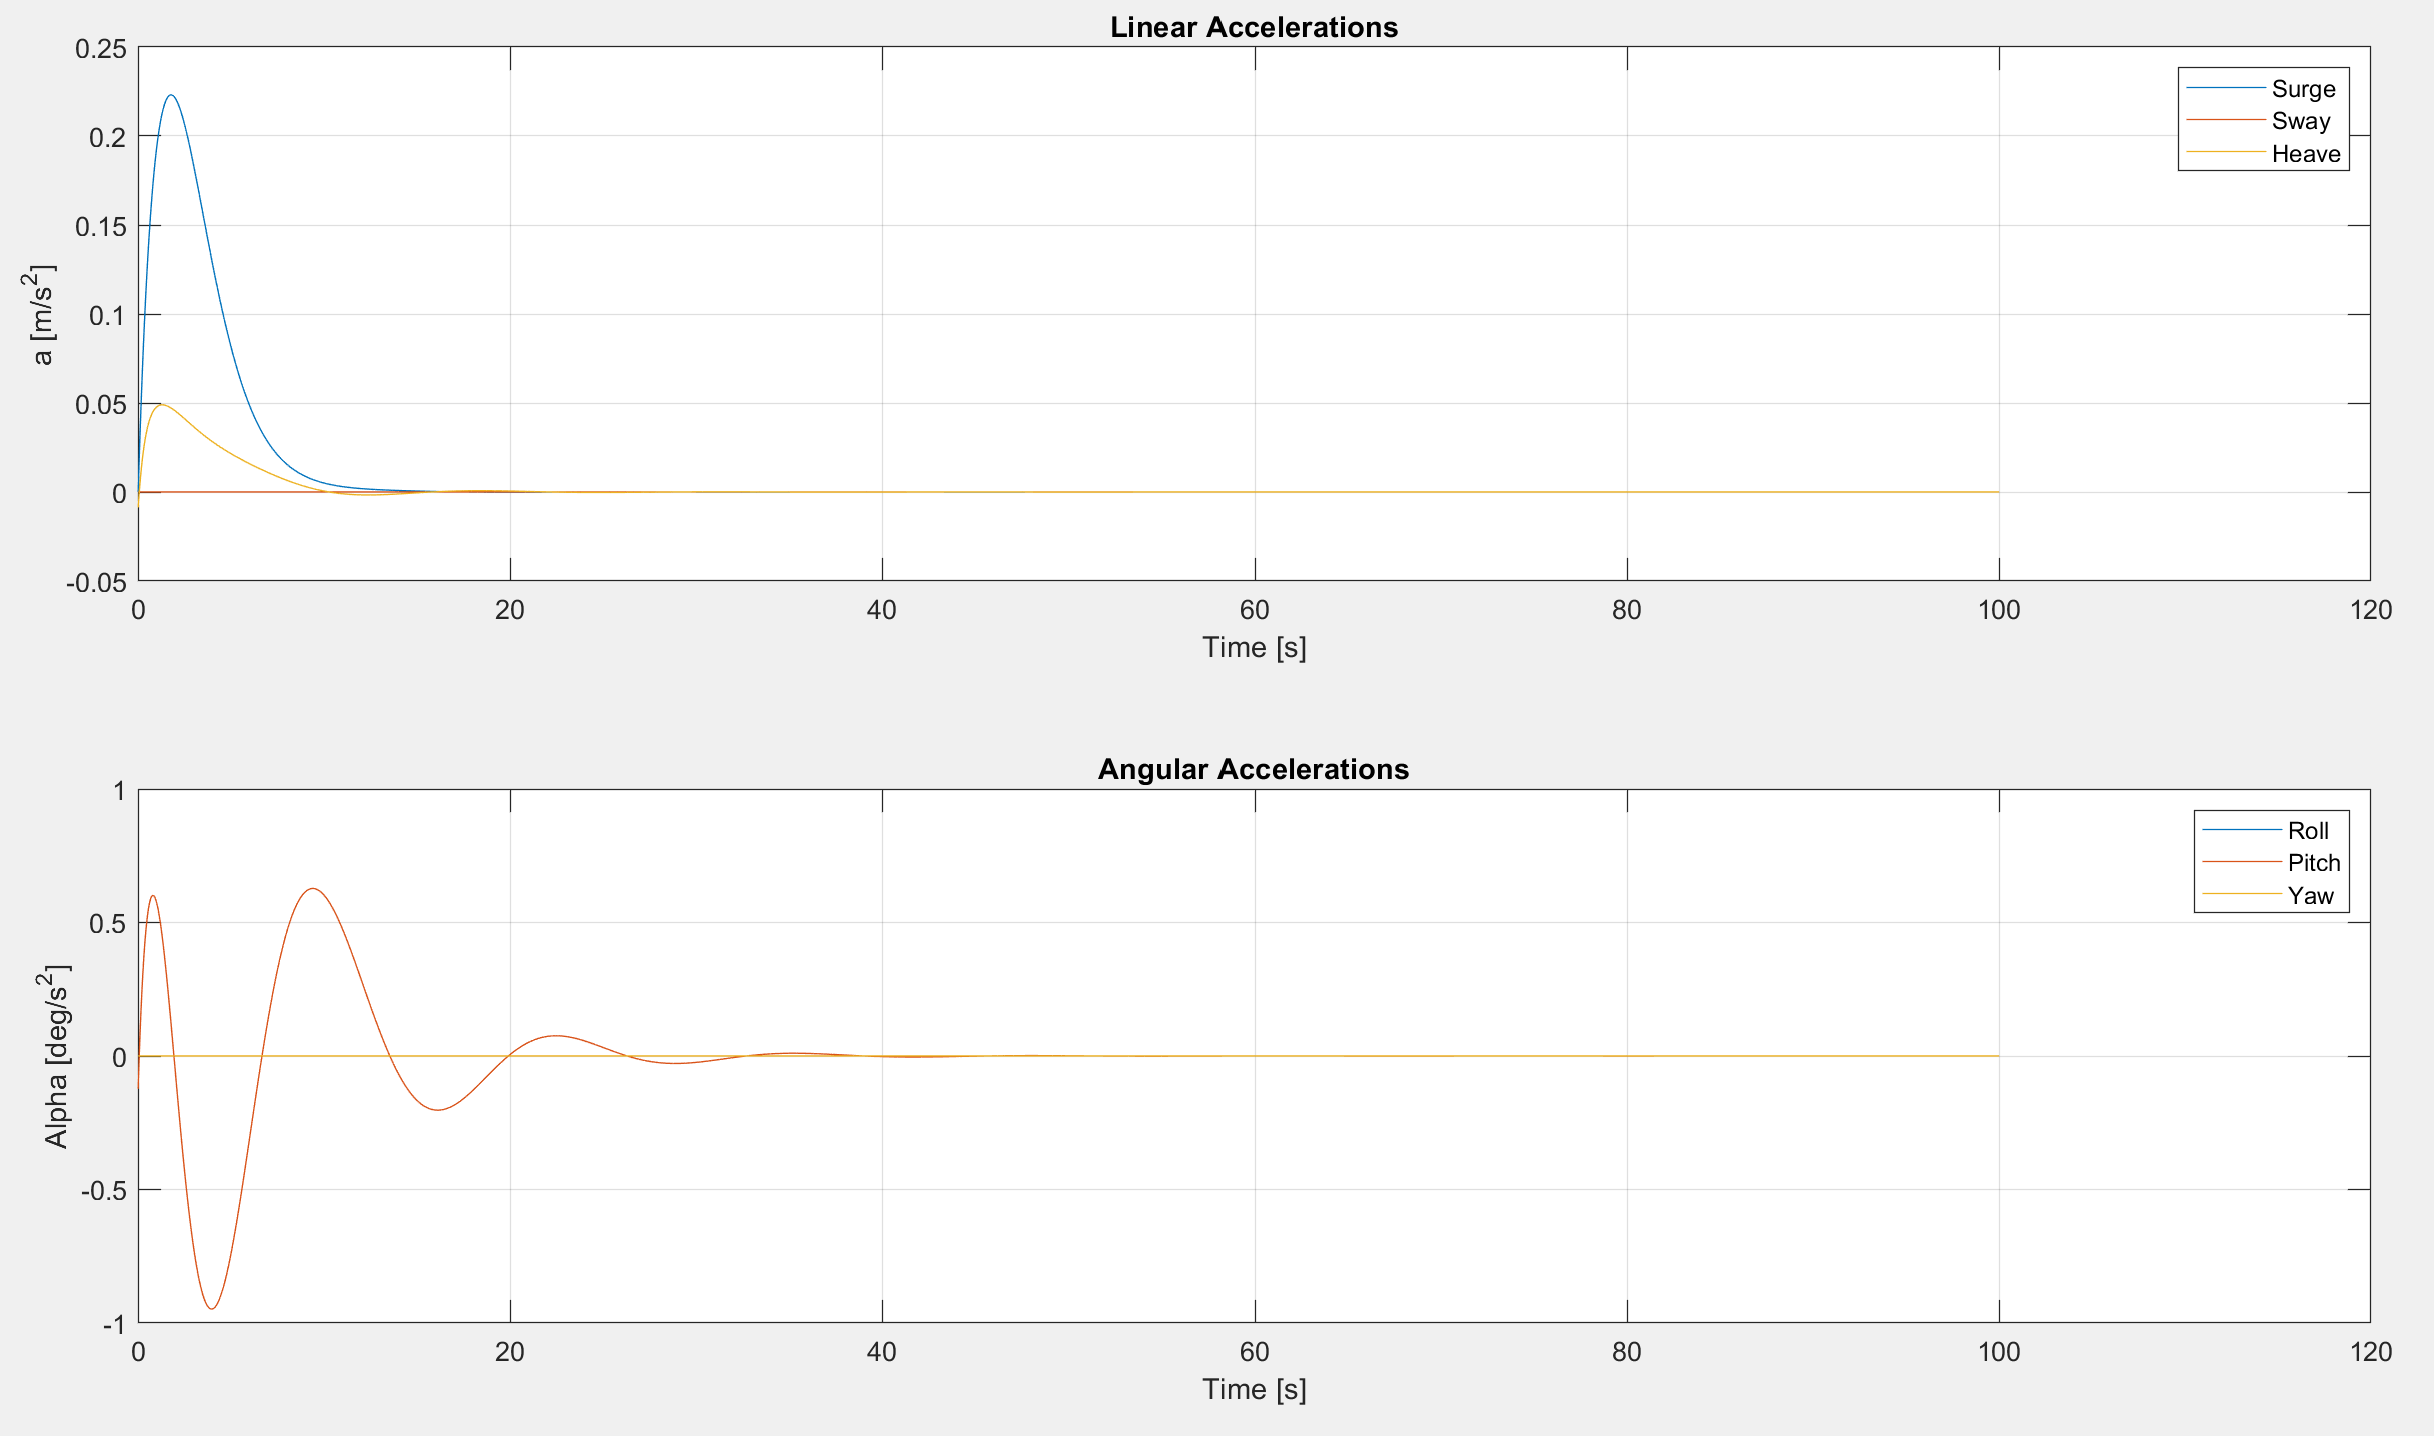 Linear Accelerations
0.25
0.2
0.15
0.1
0.05
0
-0.05
a [m/s²]
Surge
Sway
Heave
0 20 40 60 80 100 120
Time [s]
Angular Accelerations
1
0.5
0
-0.5
-1
Alpha [deg/s²]
Roll
Pitch
Yaw
0 20 40 60 80 100 120
Time [s]